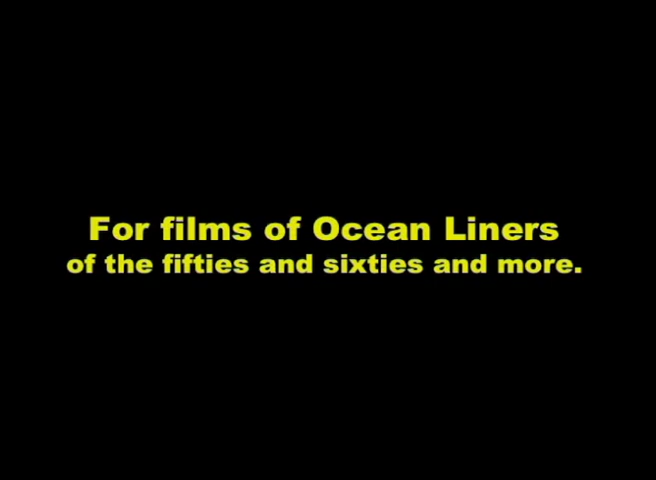 For films of Ocean Liners
of the fifties and sixties and more.